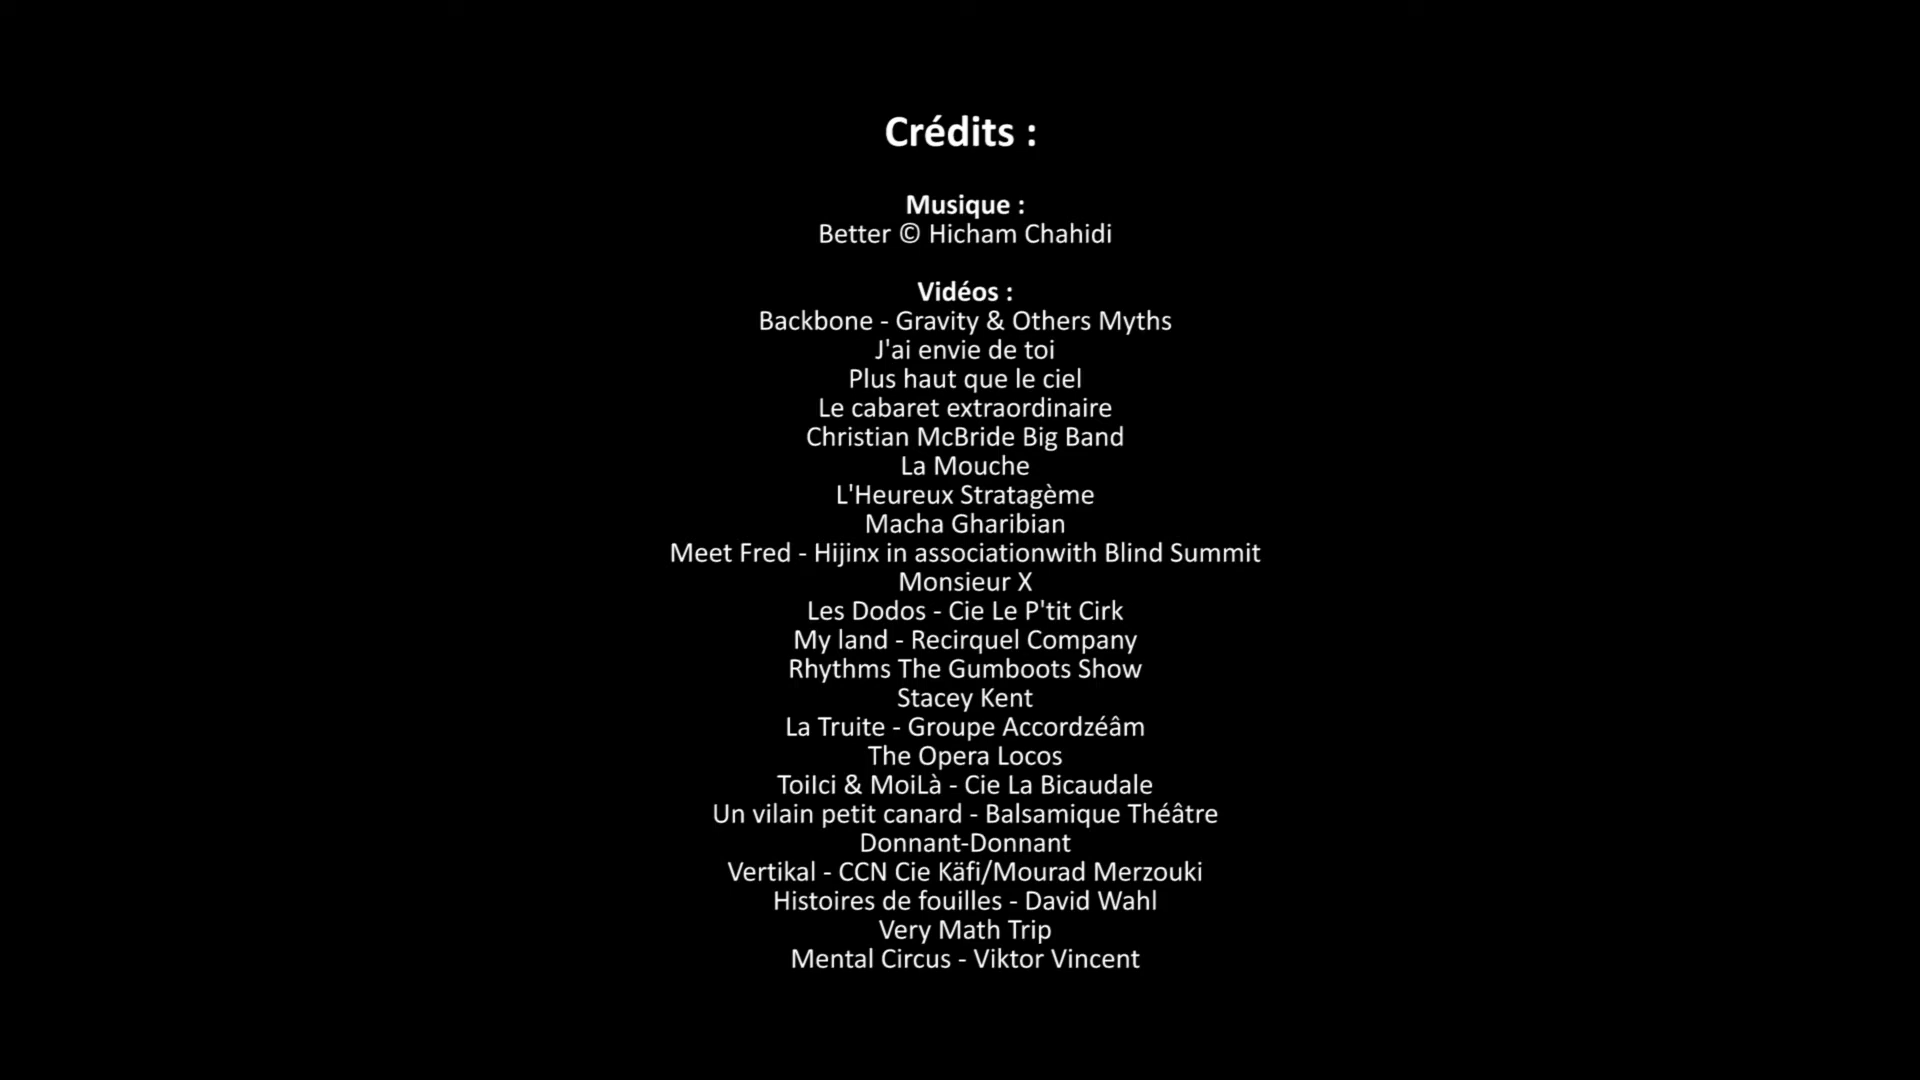 Crédits :
Musique :
Better © Hicham Chahidi
Vidéos :
Backbone - Gravity & Others Myths
J'ai envie de toi
Plus haut que le ciel
Le cabaret extraordinaire
Christian McBride Big Band
La Mouche
L'Heureux Stratagème
Macha Gharibian
Meet Fred - Hijinx in associationwith Blind Summit
Monsieur X
Les Dodos - Cie Le P'tit Cirk
My land - Recirquel Company
Rhythms The Gumboots Show
Stacey Kent
La Truite - Groupe Accordzéâm
The Opera Locos
ToiIci & MoiLà - Cie La Bicaudale
Un vilain petit canard - Balsamique Théâtre
Donnant-Donnant
Vertikal - CCN Cie Käfi/Mourad Merzouki
Histoires de fouilles - David Wahl
Very Math Trip
Mental Circus - Viktor Vincent